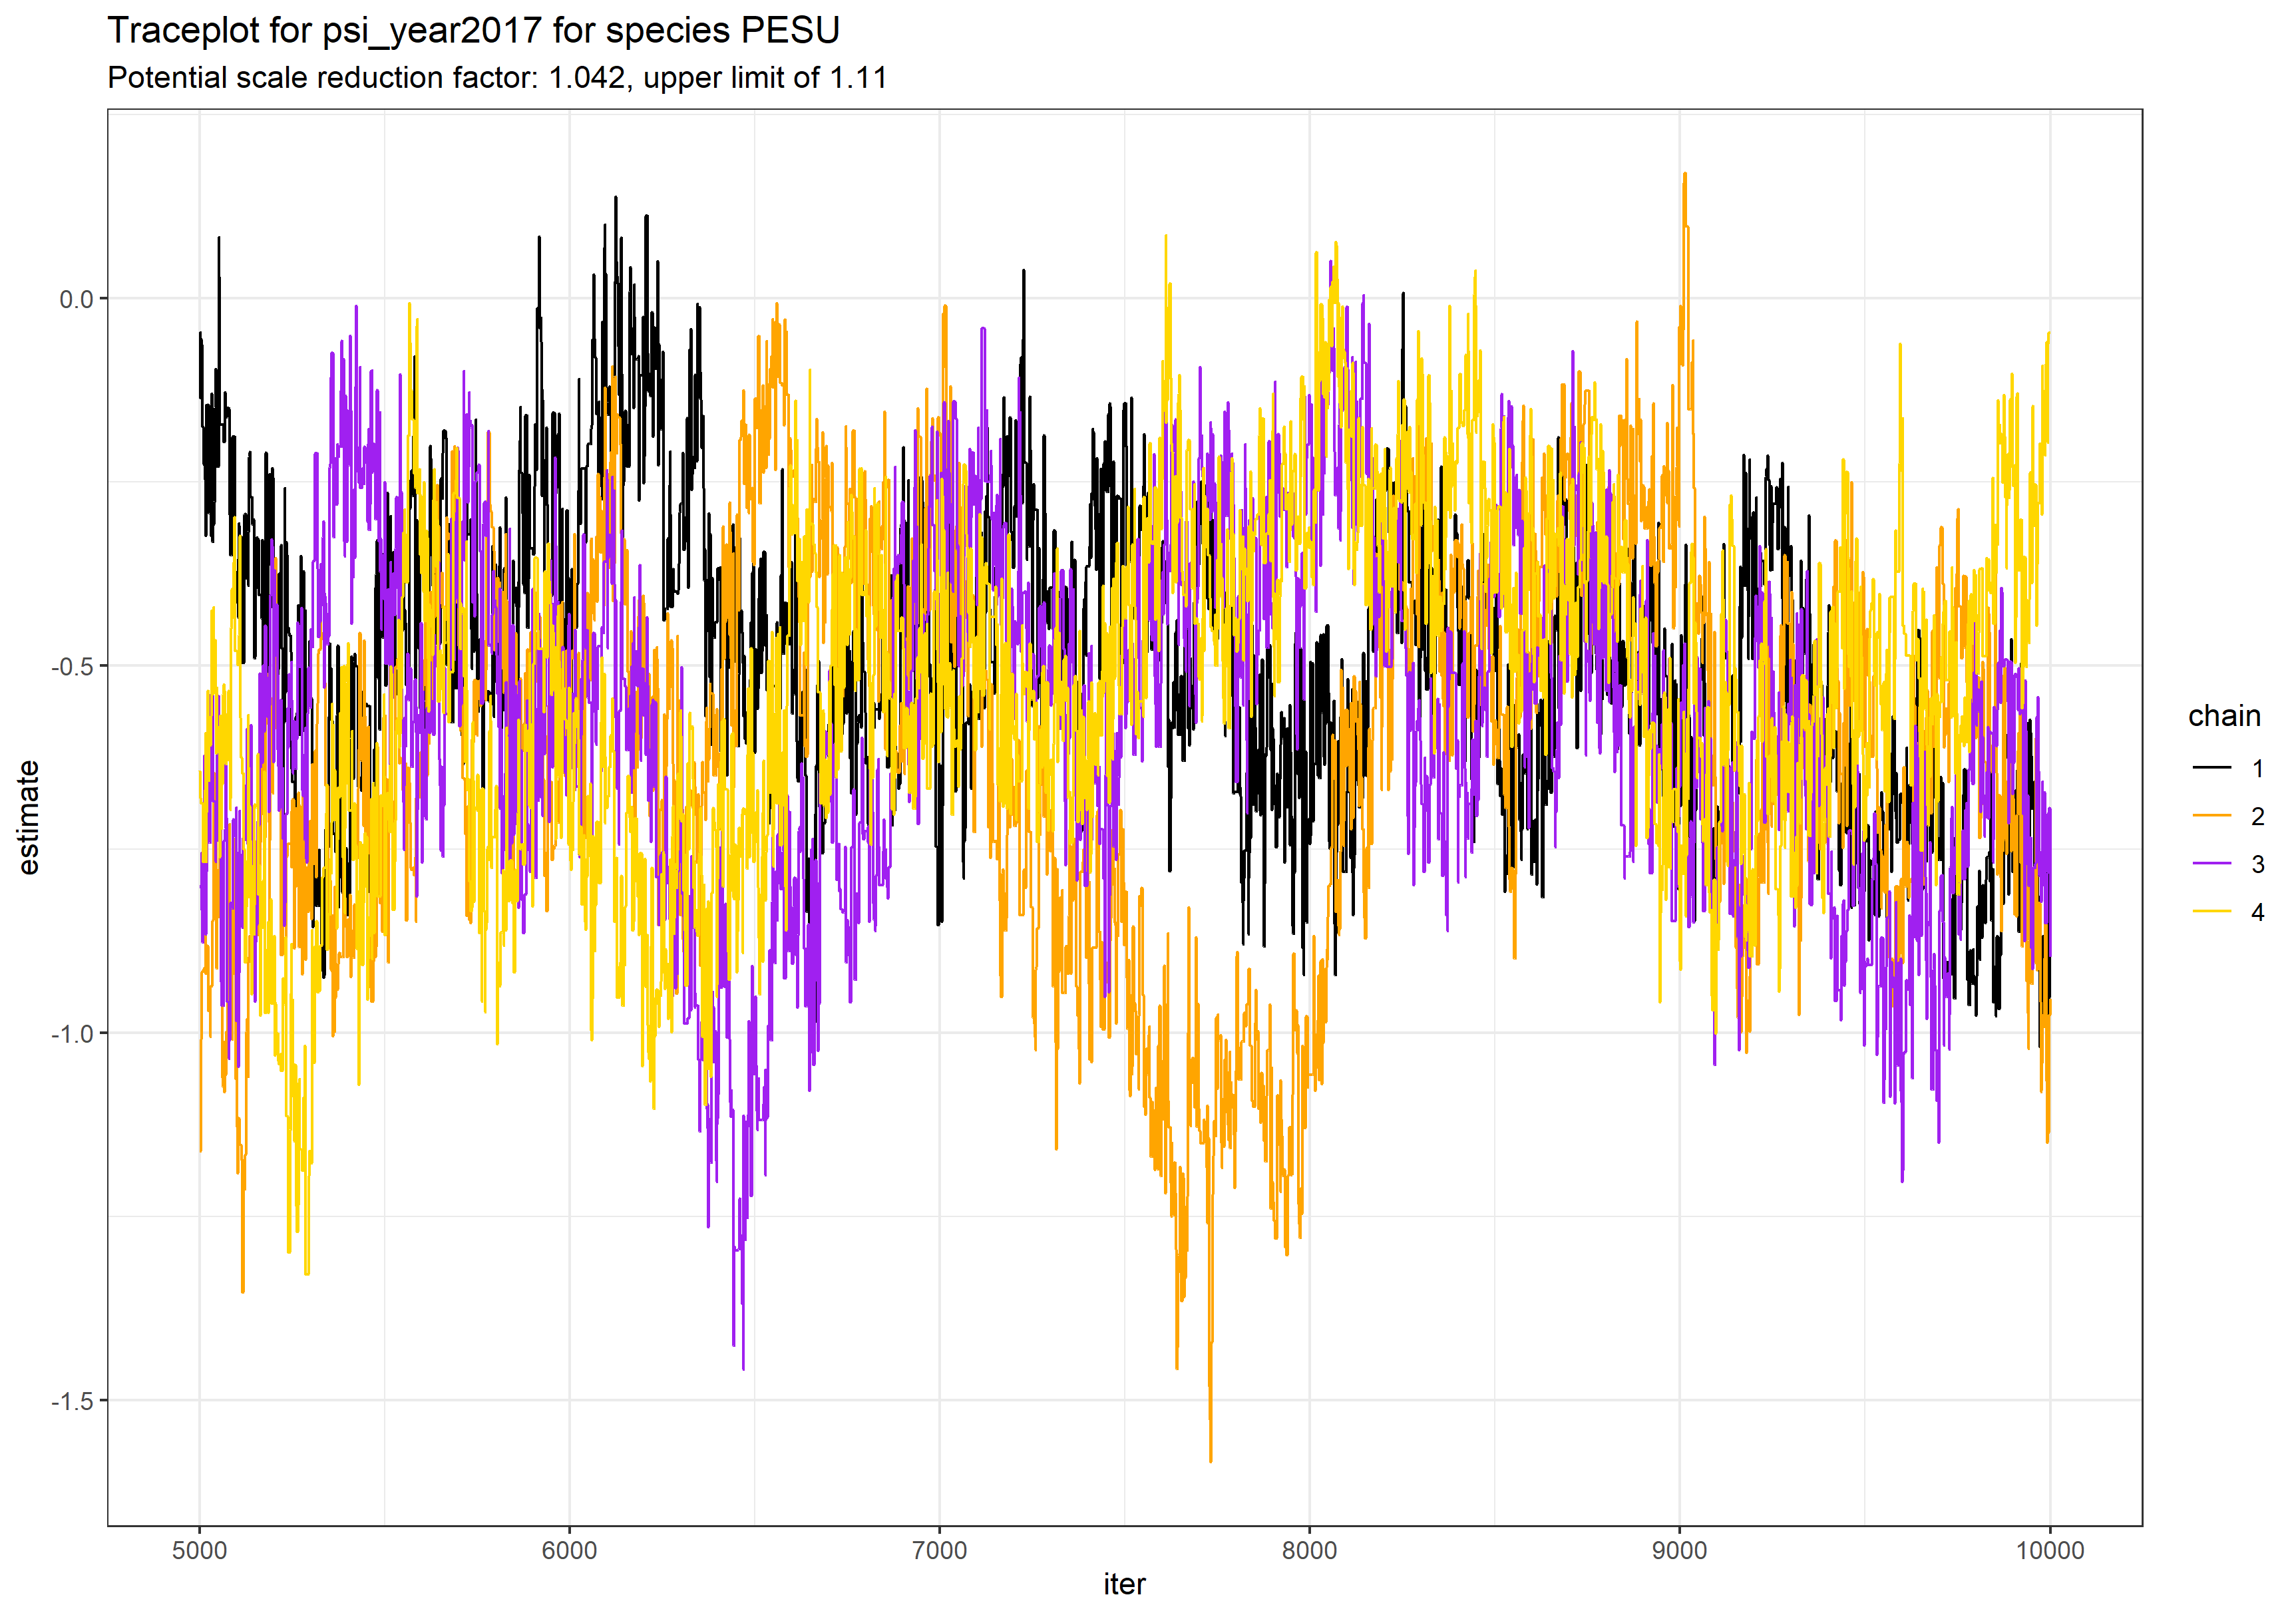 Traceplot for psi_year2017 for species PESU
Potential scale reduction factor: 1.042, upper limit of 1.11
0.0
-0.5
-1.0
-1.5
estimate
5000 6000 7000 8000 9000 10000
iter
chain
1
2
3
4